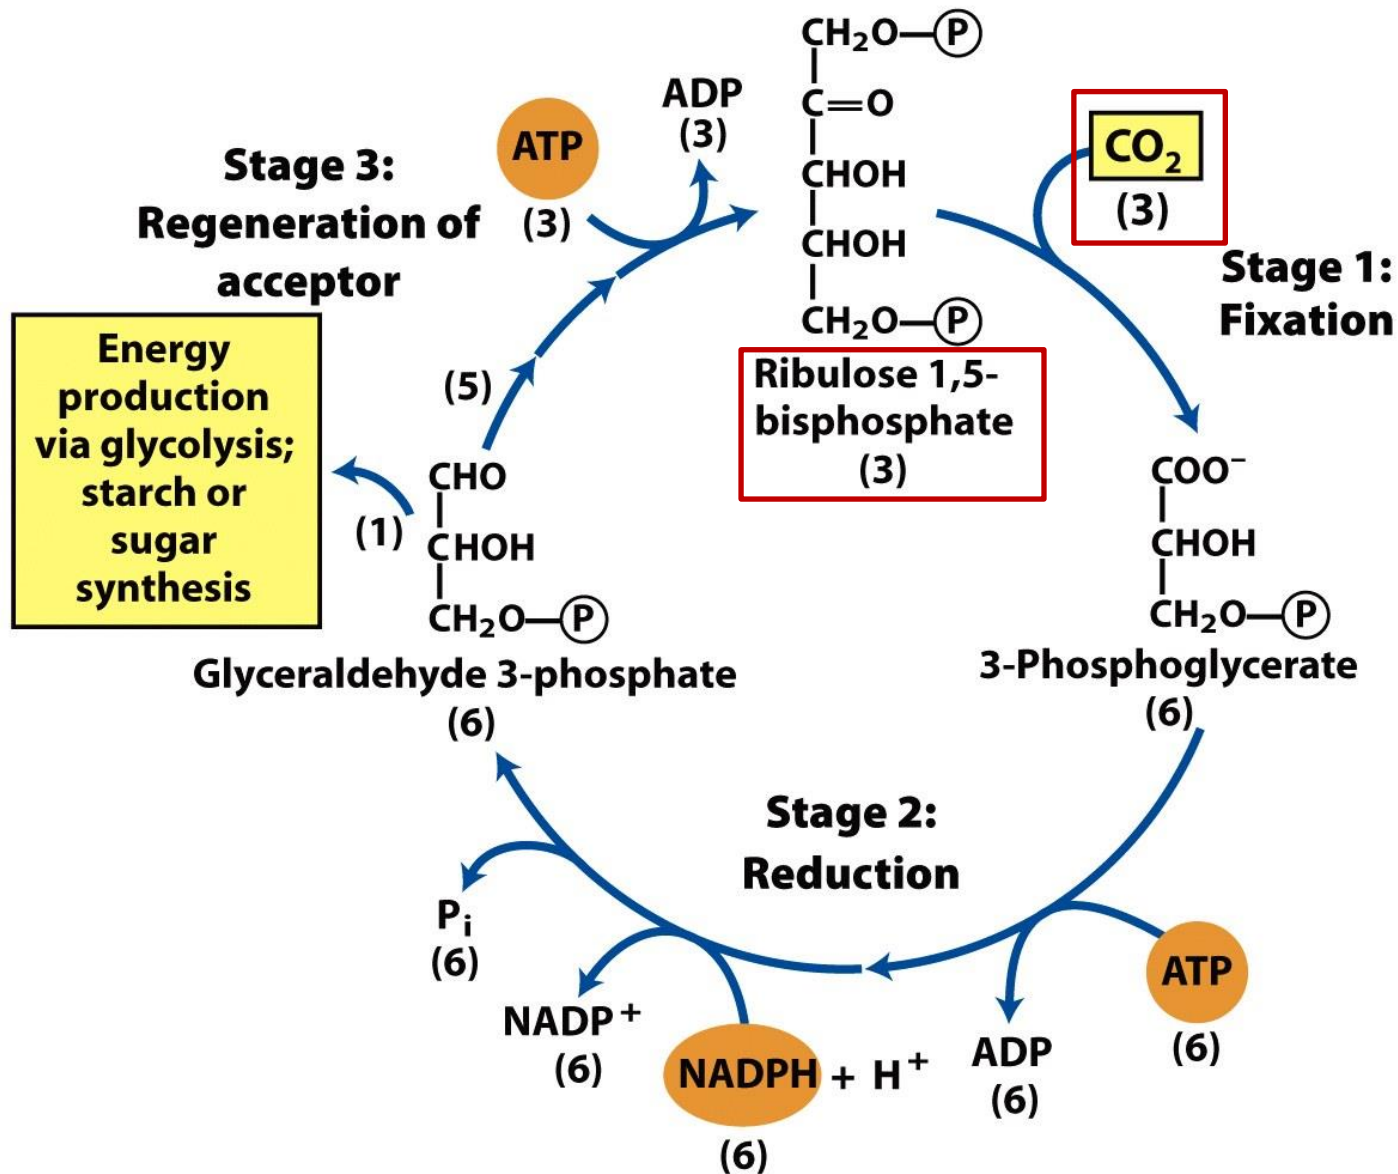 CH₂O—P
C=O
CHOH
CHOH
CH₂O—P
Ribulose 1,5-
bisphosphate
(3)
CO₂
(3)
Stage 1:
Fixation
COO⁻
CHOH
CH₂O—P
3-Phosphoglycerate
(6)
ATP
(6)
ADP
(6)
Stage 2:
Reduction
NADPH + H⁺
(6)
NADP⁺
(6)
Pᵢ
(6)
CHO
CHOH
CH₂O—P
Glyceraldehyde 3-phosphate
(6)
(1)
Energy
production
via glycolysis;
starch or
sugar
synthesis
(5)
Stage 3:
Regeneration of
acceptor
ATP
(3)
ADP
(3)